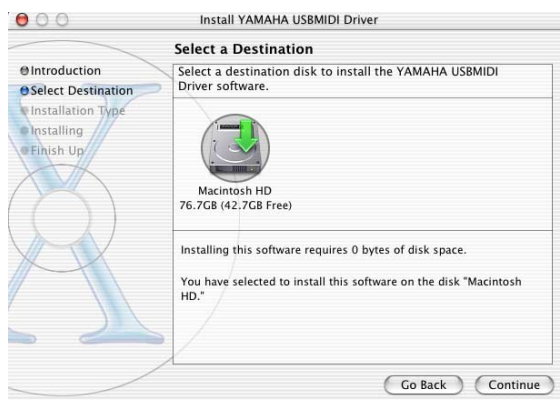 Install YAMAHA USBMIDI Driver
Select a Destination
Introduction
Select Destination
Installation Type
Installing
Finish Up
Select a destination disk to install the YAMAHA USBMIDI
Driver software.
Macintosh HD
76.7GB (42.7GB Free)
Installing this software requires 0 bytes of disk space.
You have selected to install this software on the disk "Macintosh
HD."
Go Back
Continue